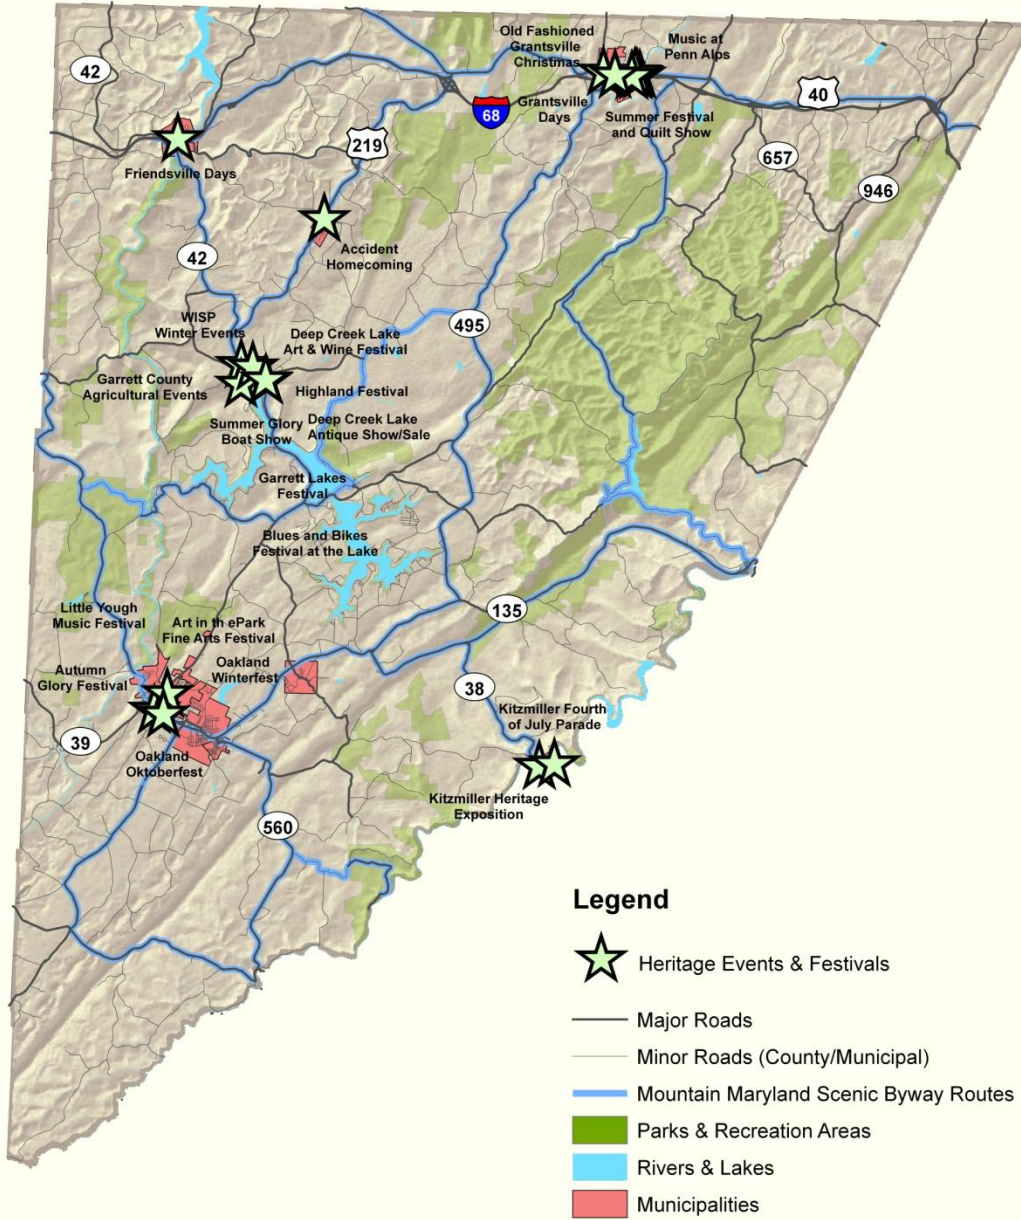 42
Old Fashioned
Grantsville
Christmas
Music at
Penn Alps
68
Grantsville
Days
40
Summer Festival
and Quilt Show
219
657
Friendsville Days
946
42
Accident
Homecoming
WISP
Winter Events
Deep Creek Lake
Art & Wine Festival
495
Garrett County
Agricultural Events
Highland Festival
Summer Glory
Boat Show
Deep Creek Lake
Antique Show/Sale
Garrett Lakes
Festival
Blues and Bikes
Festival at the Lake
Little Yough
Music Festival
Art in th ePark
Fine Arts Festival
135
Autumn
Glory Festival
Oakland
Winterfest
38
Kitzmiller Fourth
of July Parade
39
Oakland
Oktoberfest
Kitzmiller Heritage
Exposition
560
Legend
Heritage Events & Festivals
Major Roads
Minor Roads (County/Municipal)
Mountain Maryland Scenic Byway Routes
Parks & Recreation Areas
Rivers & Lakes
Municipalities